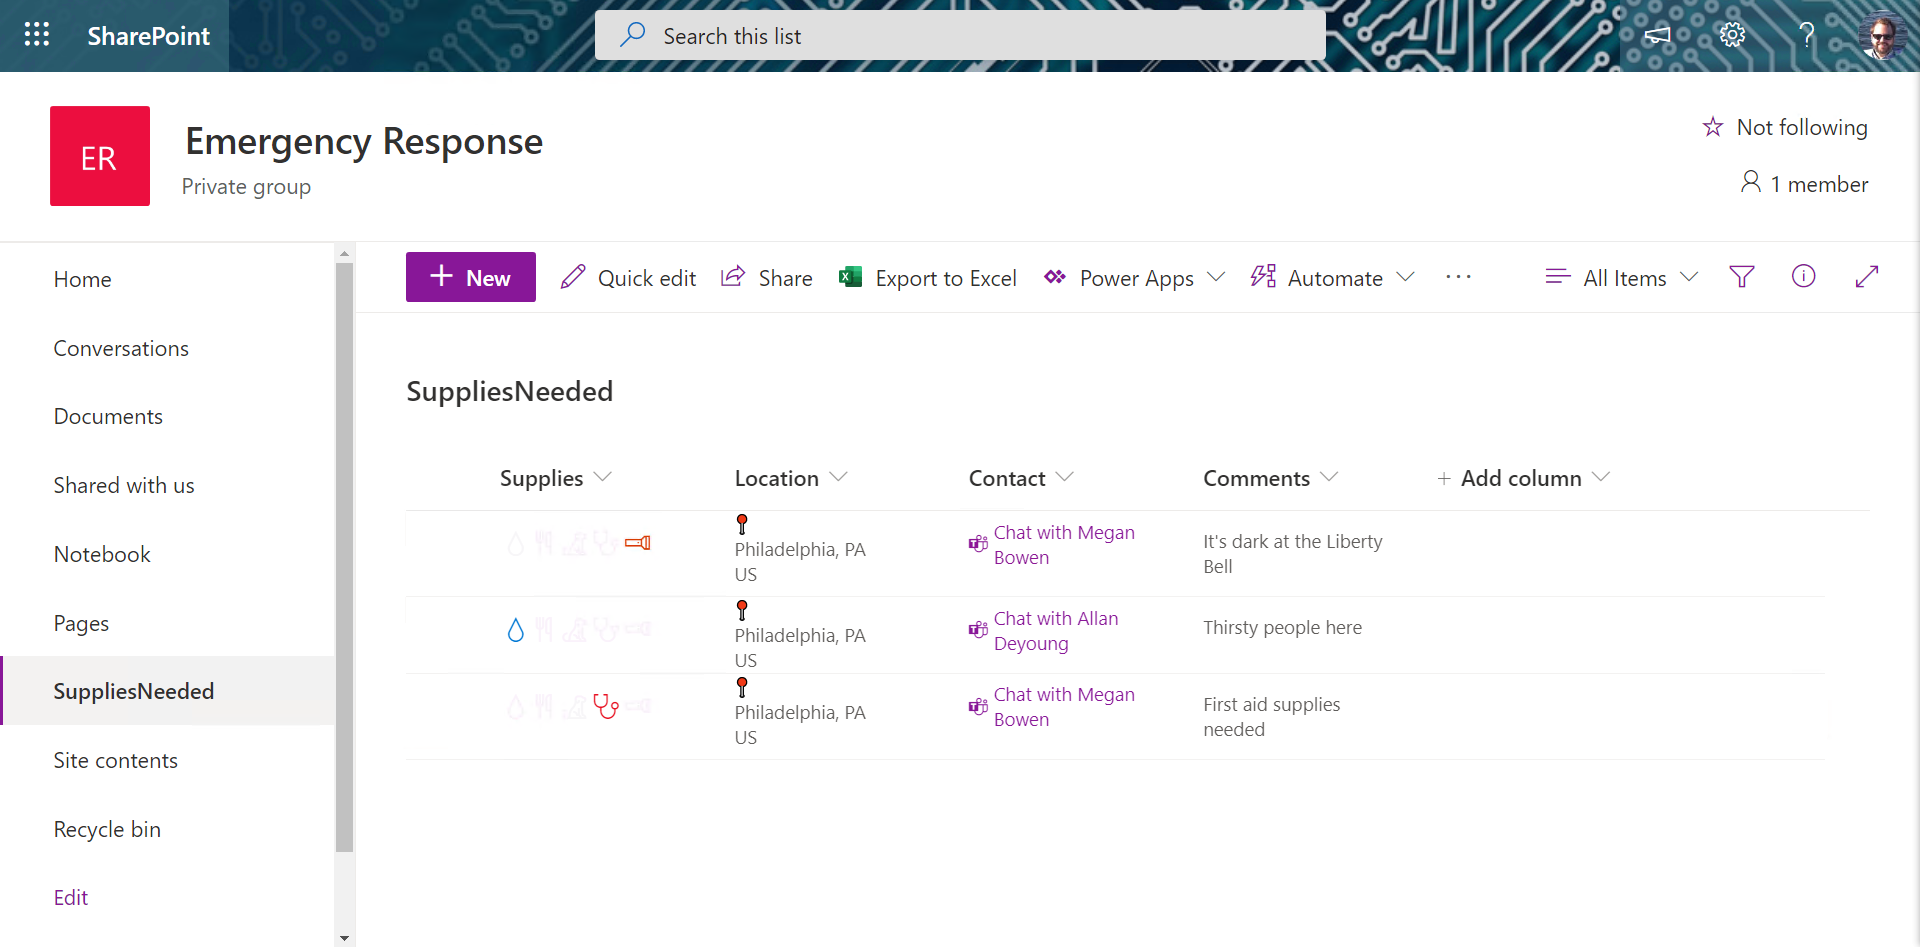 SharePoint
Search this list
ER
Emergency Response
Private group
Not following
1 member
Home
Conversations
Documents
Shared with us
Notebook
Pages
SuppliesNeeded
Site contents
Recycle bin
Edit
+ New
Quick edit
Share
Export to Excel
Power Apps
Automate
···
All Items
SuppliesNeeded
Supplies
Location
Contact
Comments
+ Add column
Philadelphia, PA
US
Chat with Megan
Bowen
It's dark at the Liberty
Bell
Philadelphia, PA
US
Chat with Allan
Deyoung
Thirsty people here
Philadelphia, PA
US
Chat with Megan
Bowen
First aid supplies
needed